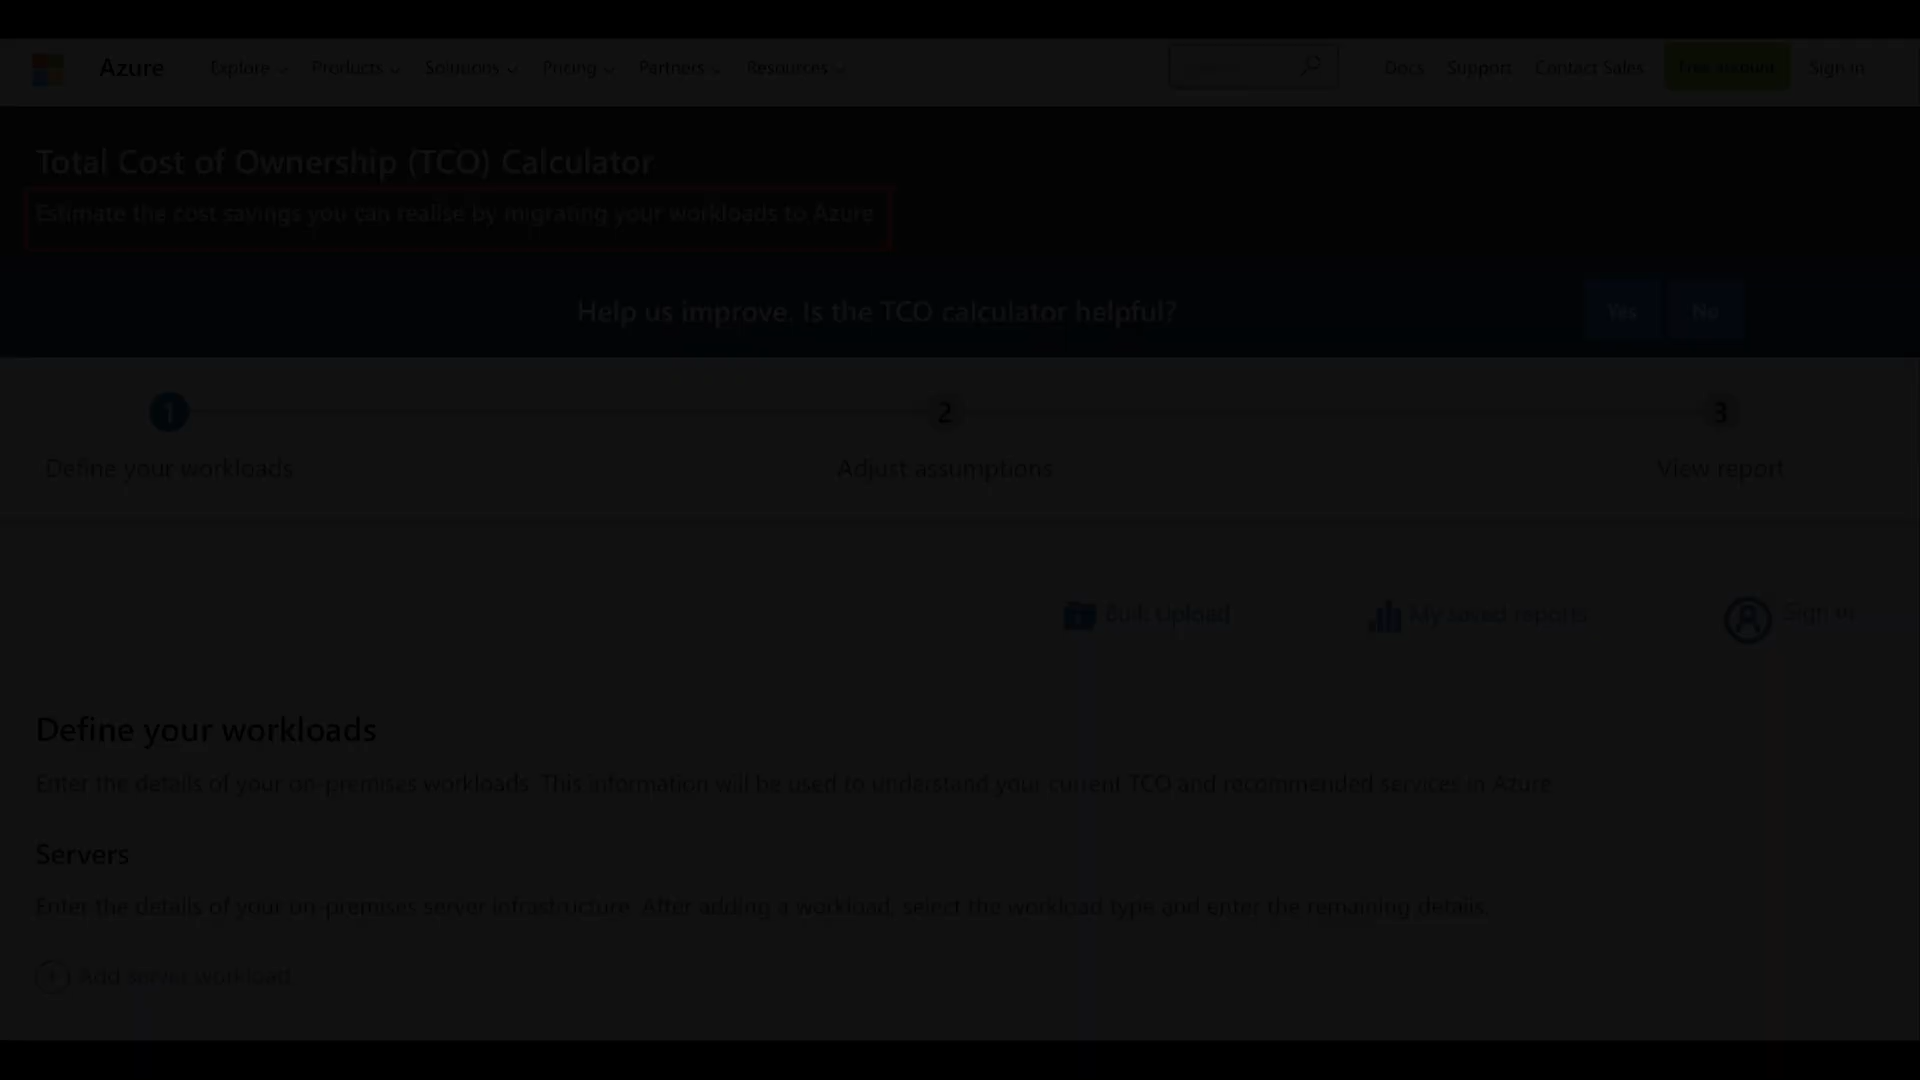 Azure Explore Products Solutions Pricing Partners Resources Docs Support Contact Sales Free account Sign in
Total Cost of Ownership (TCO) Calculator
Estimate the cost savings you can realise by migrating your workloads to Azure
Help us improve. Is the TCO calculator helpful? Yes No
1 2 3
Define your workloads Adjust assumptions View report
Bulk Upload My saved reports Sign in
Define your workloads
Enter the details of your on-premises workloads. This information will be used to understand your current TCO and recommended services in Azure.
Servers
Enter the details of your on-premises server infrastructure. After adding a workload, select the workload type and enter the remaining details.
Add server workload